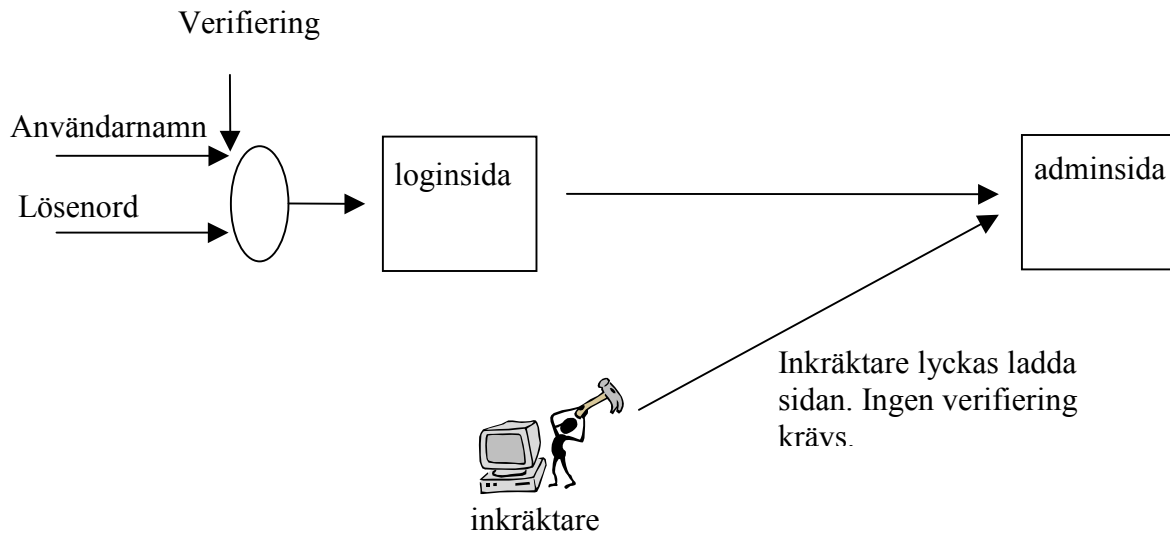 Verifiering
Användarnamn
Lösenord
loginsida
adminsida
Inkräktare lyckas ladda
sidan. Ingen verifiering
krävs.
inkräktare